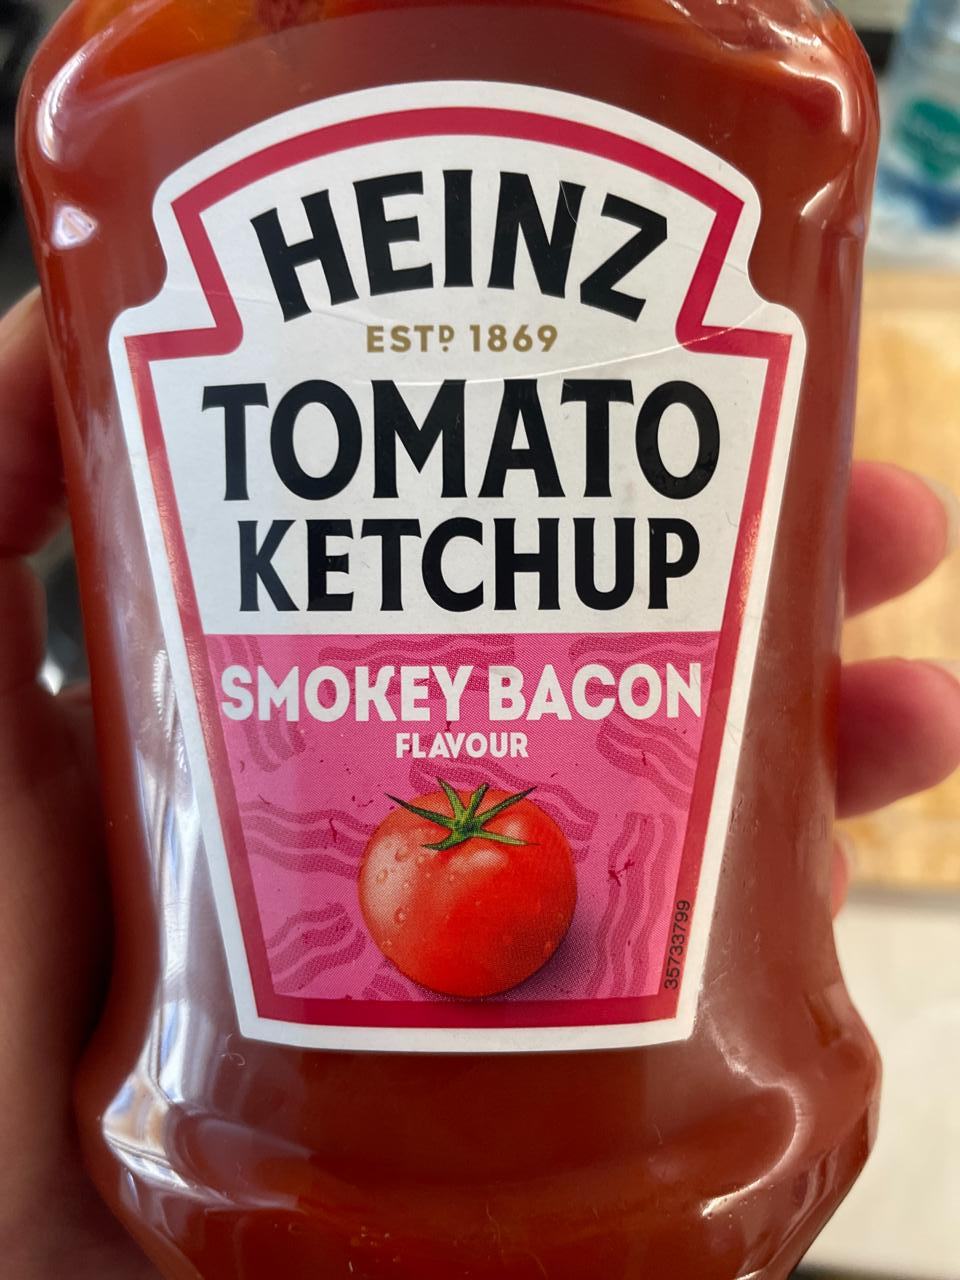 HEINZ
ESTD 1869
TOMATO
KETCHUP
SMOKEY BACON
FLAVOUR
35733799